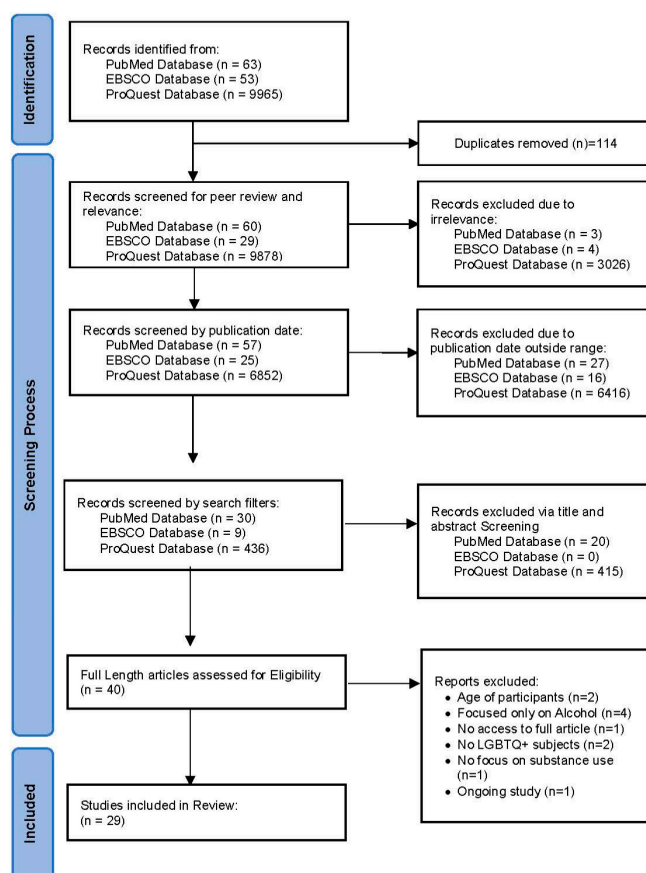 Identification
Records identified from:
PubMed Database (n = 63)
EBSCO Database (n = 53)
ProQuest Database (n = 9965)
Duplicates removed (n)=114
Screening Process
Records screened for peer review and
relevance:
PubMed Database (n = 60)
EBSCO Database (n = 29)
ProQuest Database (n = 9878)
Records excluded due to
irrelevance:
PubMed Database (n = 3)
EBSCO Database (n = 4)
ProQuest Database (n = 3026)
Records screened by publication date:
PubMed Database (n = 57)
EBSCO Database (n = 25)
ProQuest Database (n = 6852)
Records excluded due to
publication date outside range:
PubMed Database (n = 27)
EBSCO Database (n = 16)
ProQuest Database (n = 6416)
Records screened by search filters:
PubMed Database (n = 30)
EBSCO Database (n = 9)
ProQuest Database (n = 436)
Records excluded via title and
abstract Screening
PubMed Database (n = 20)
EBSCO Database (n = 0)
ProQuest Database (n = 415)
Full Length articles assessed for Eligibility
(n = 40)
Reports excluded:
• Age of participants (n=2)
• Focused only on Alcohol (n=4)
• No access to full article (n=1)
• No LGBTQ+ subjects (n=2)
• No focus on substance use
(n=1)
• Ongoing study (n=1)
Included
Studies included in Review:
(n = 29)